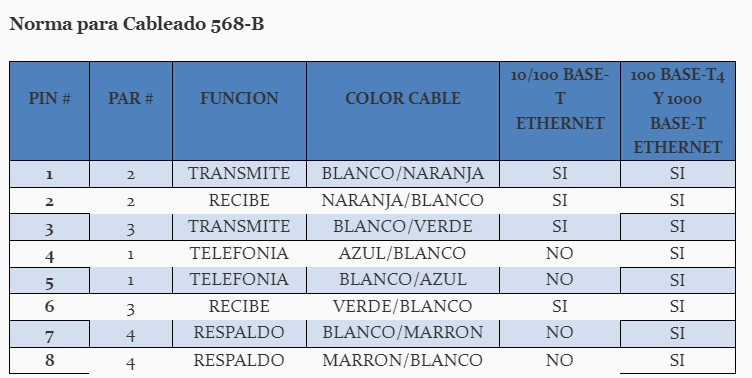 Norma para Cableado 568-B
PIN # PAR # FUNCION COLOR CABLE 10/100 BASE-T ETHERNET 100 BASE-T4 Y 1000 BASE-T ETHERNET
1 2 TRANSMITE BLANCO/NARANJA SI SI
2 2 RECIBE NARANJA/BLANCO SI SI
3 3 TRANSMITE BLANCO/VERDE SI SI
4 1 TELEFONIA AZUL/BLANCO NO SI
5 1 TELEFONIA BLANCO/AZUL NO SI
6 3 RECIBE VERDE/BLANCO SI SI
7 4 RESPALDO BLANCO/MARRON NO SI
8 4 RESPALDO MARRON/BLANCO NO SI